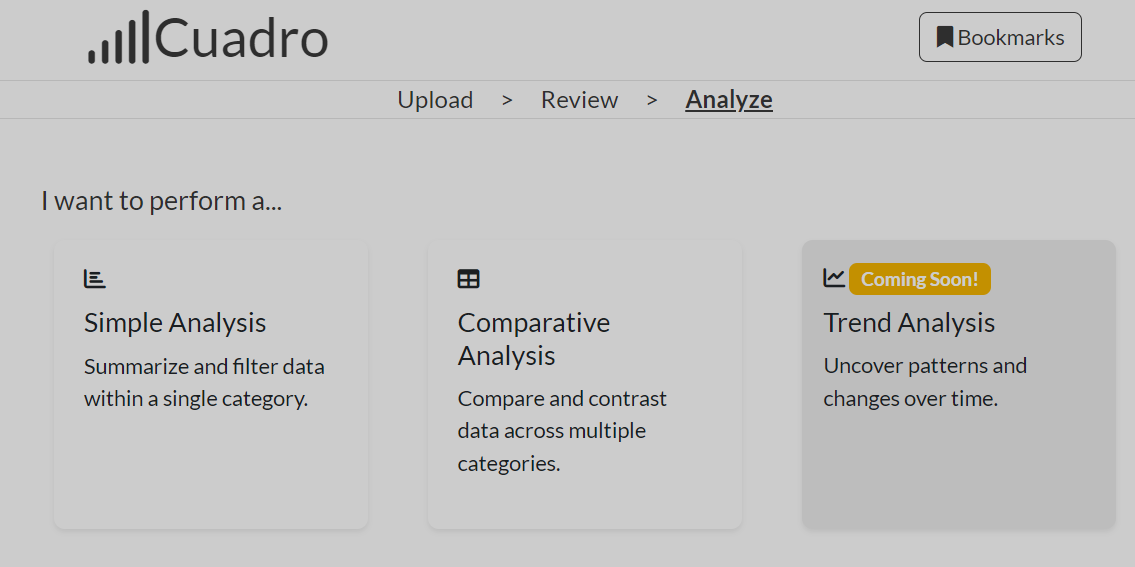 Cuadro
Bookmarks
Upload > Review > Analyze
I want to perform a...
Simple Analysis
Summarize and filter data
within a single category.
Comparative
Analysis
Compare and contrast
data across multiple
categories.
Coming Soon!
Trend Analysis
Uncover patterns and
changes over time.